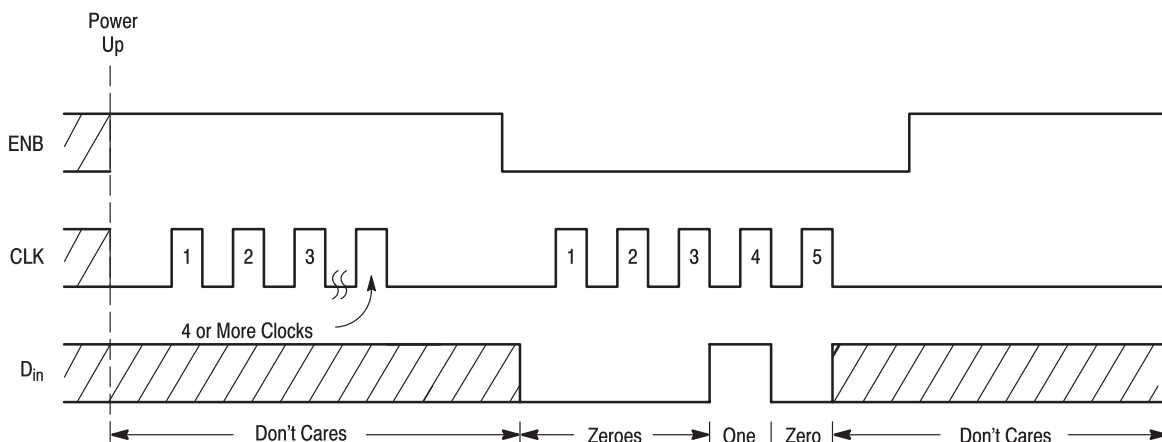 Power
Up
ENB
CLK
1 2 3
1 2 3 4 5
4 or More Clocks
Din
Don't Cares
Zeroes
One
Zero
Don't Cares